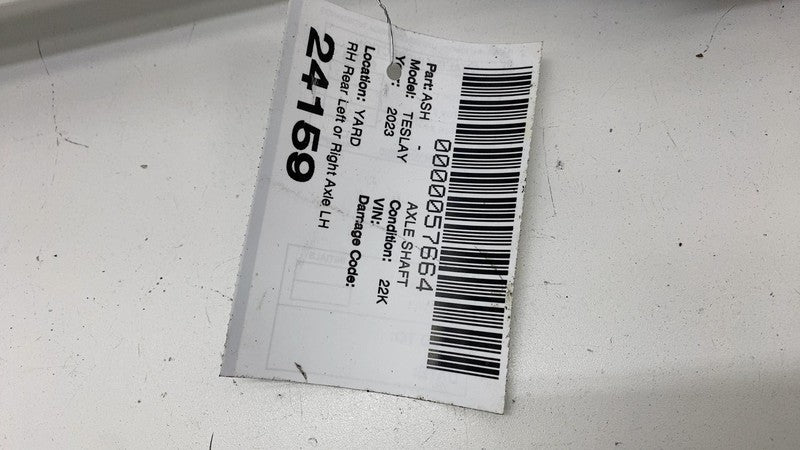 0000057664
Part: ASH - AXLE SHAFT
Model: TESLAY Condition: 22K
2023 VIN:
Damage Code:
Location: YARD
RH Rear Left or Right Axle LH
24159